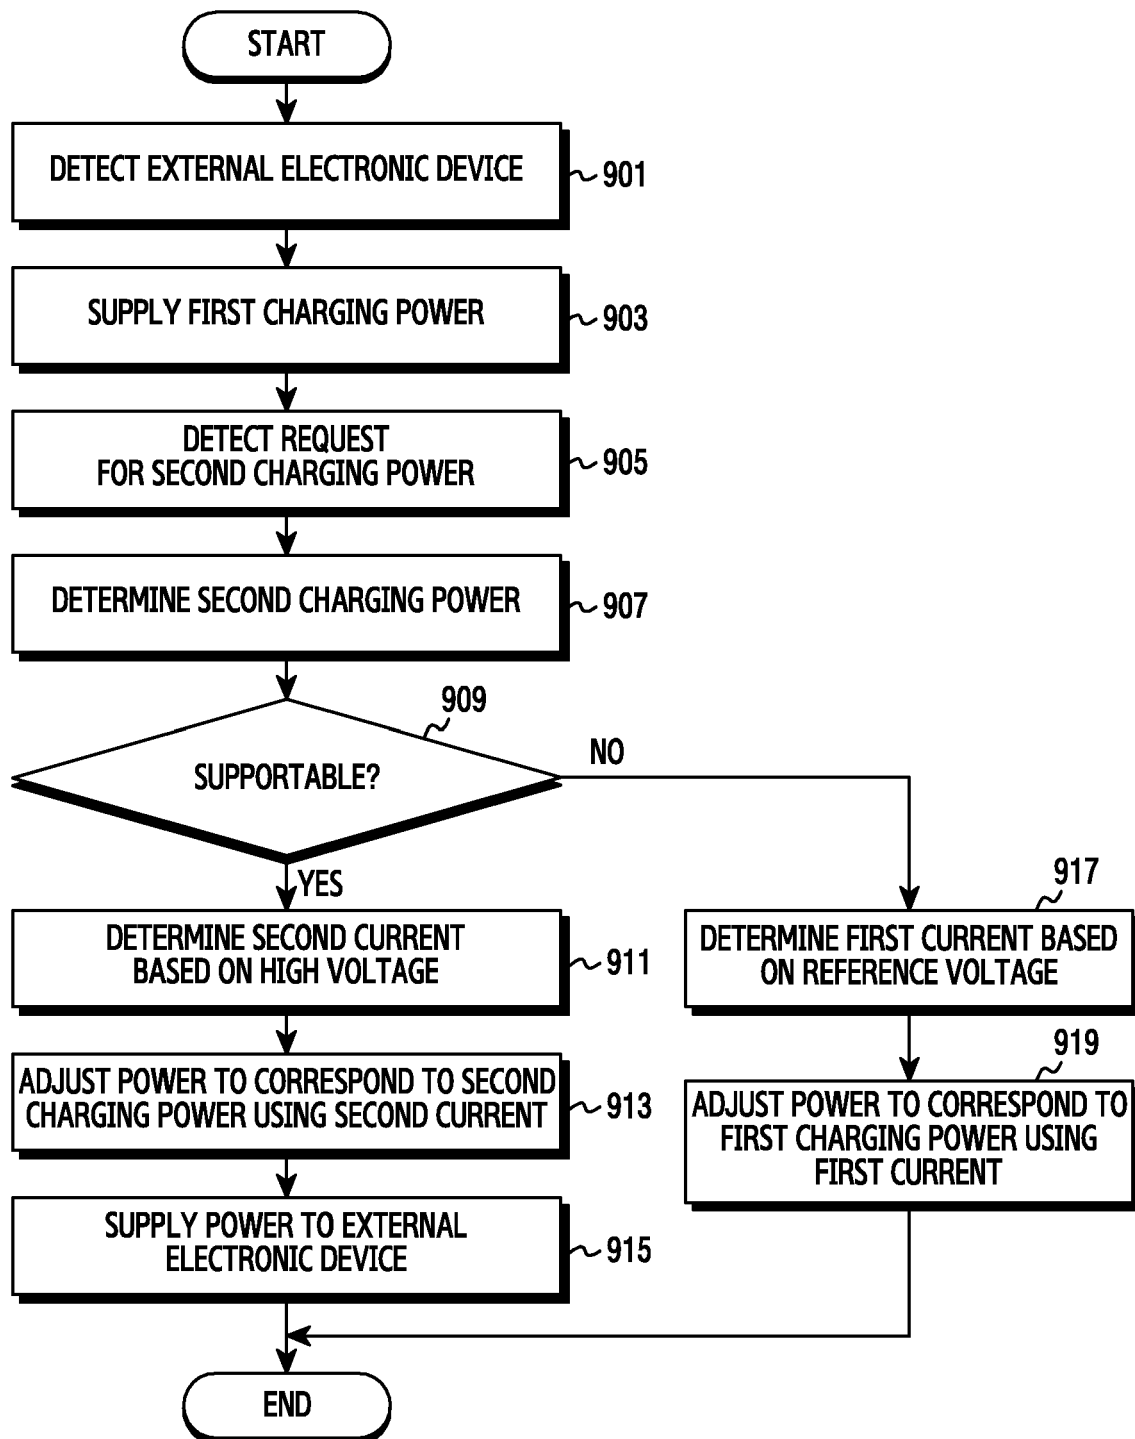 START
DETECT EXTERNAL ELECTRONIC DEVICE
901
SUPPLY FIRST CHARGING POWER
903
DETECT REQUEST
FOR SECOND CHARGING POWER
905
DETERMINE SECOND CHARGING POWER
907
909
SUPPORTABLE?
NO
YES
DETERMINE SECOND CURRENT
BASED ON HIGH VOLTAGE
911
ADJUST POWER TO CORRESPOND TO SECOND
CHARGING POWER USING SECOND CURRENT
913
SUPPLY POWER TO EXTERNAL
ELECTRONIC DEVICE
915
917
DETERMINE FIRST CURRENT BASED
ON REFERENCE VOLTAGE
919
ADJUST POWER TO CORRESPOND TO
FIRST CHARGING POWER USING
FIRST CURRENT
END